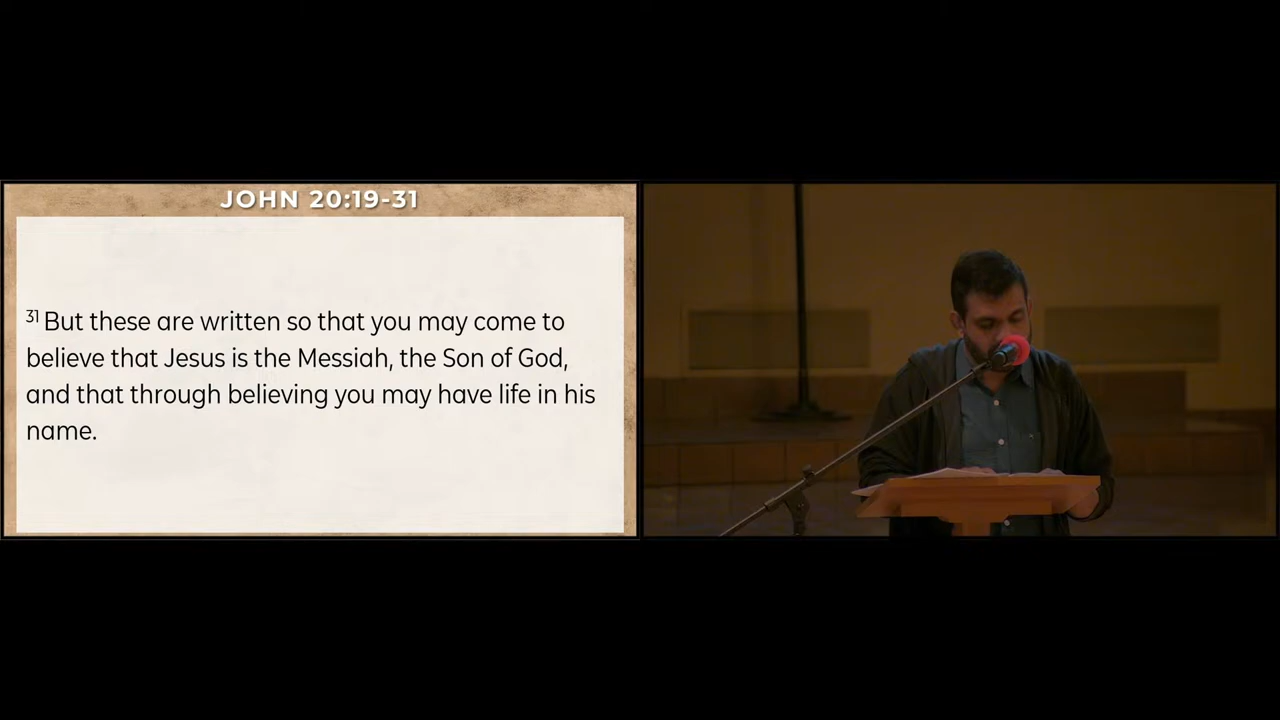 JOHN 20:19-31
³¹ But these are written so that you may come to
believe that Jesus is the Messiah, the Son of God,
and that through believing you may have life in his
name.